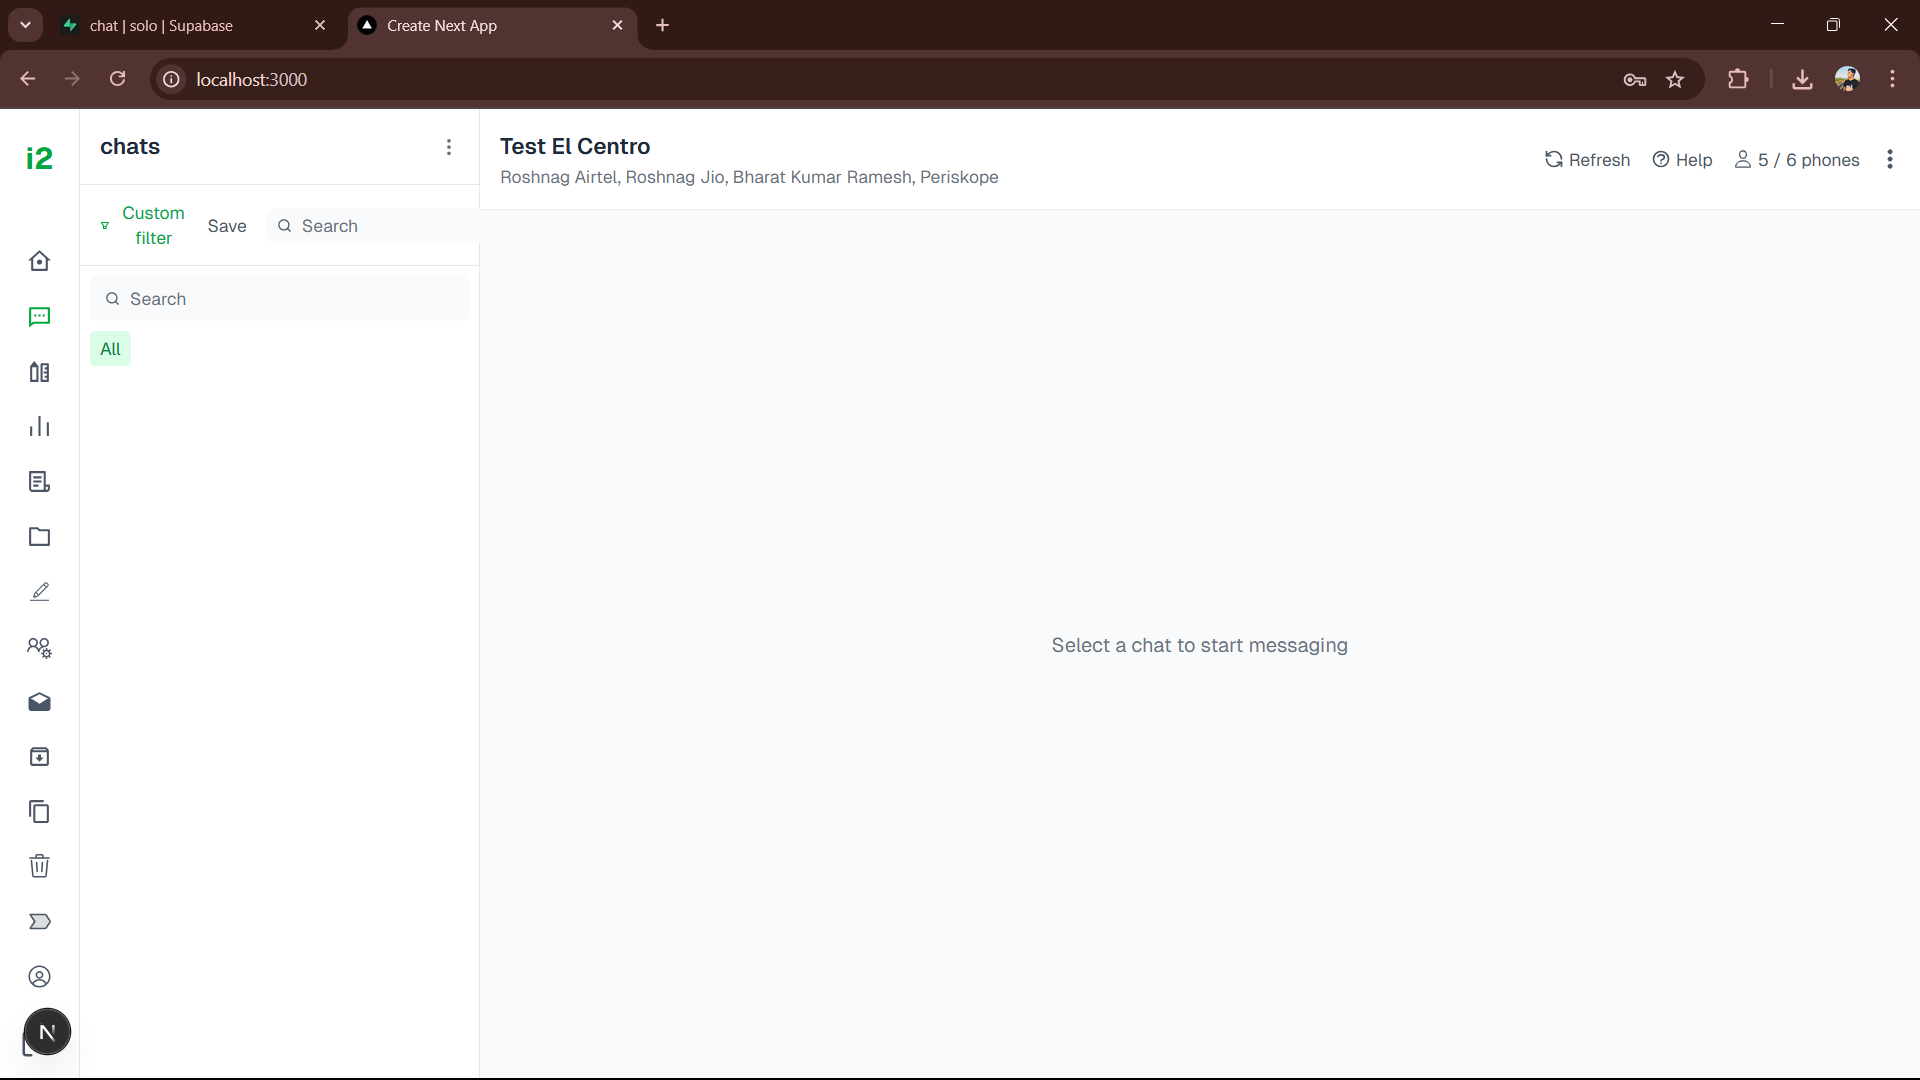 chat | solo | Supabase
Create Next App
localhost:3000
i2
chats
Custom
filter
Save
Search
Search
All
Test El Centro
Roshnag Airtel, Roshnag Jio, Bharat Kumar Ramesh, Periskope
Refresh
Help
5 / 6 phones
Select a chat to start messaging
N